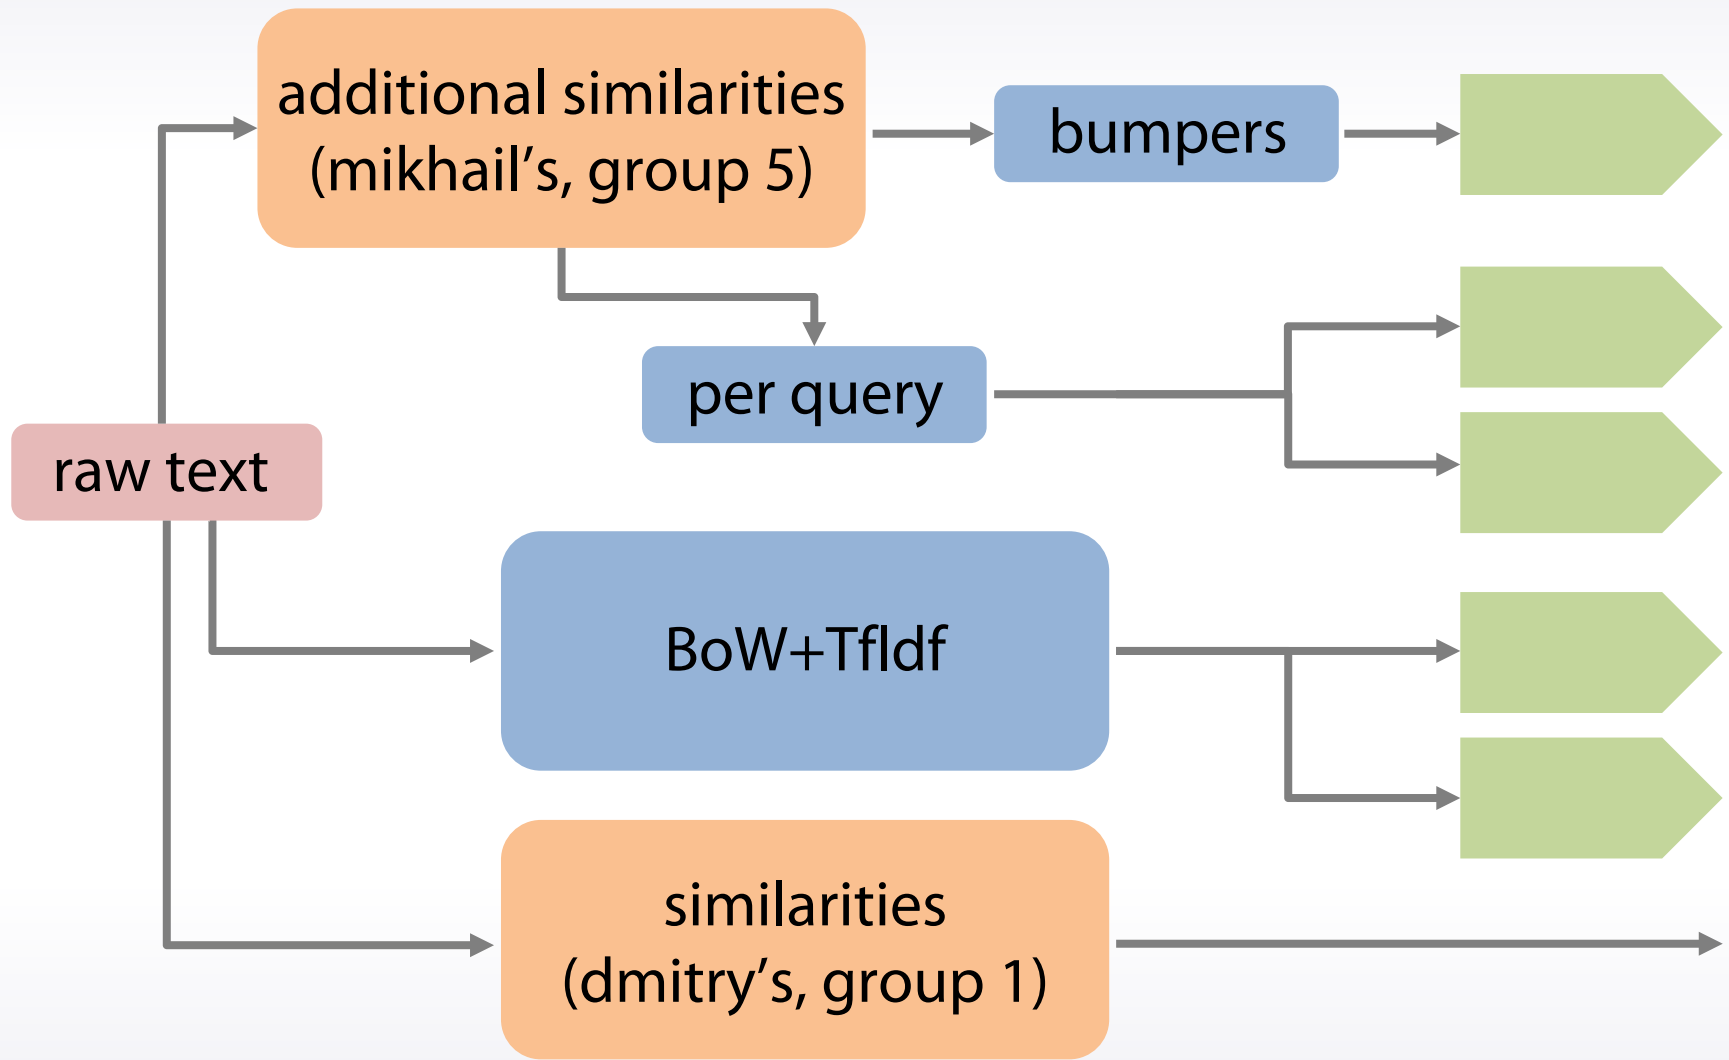 additional similarities
(mikhail’s, group 5)
bumpers
per query
raw text
BoW+TfIdf
similarities
(dmitry’s, group 1)